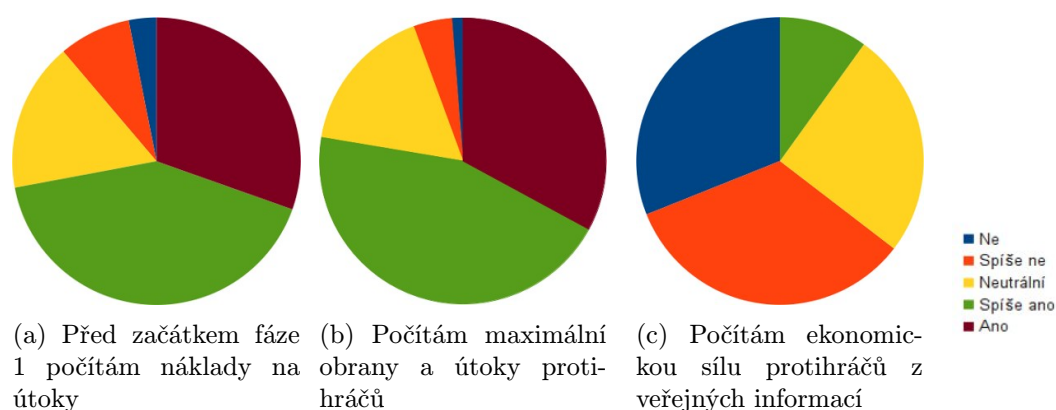 Ne
Spíše ne
Neutrální
Spíše ano
Ano
(a) Před začátkem fáze
1 počítám náklady na
útoky
(b) Počítám maximální
obrany a útoky proti-
hráčů
(c) Počítám ekonomic-
kou sílu protihráčů z
veřejných informací